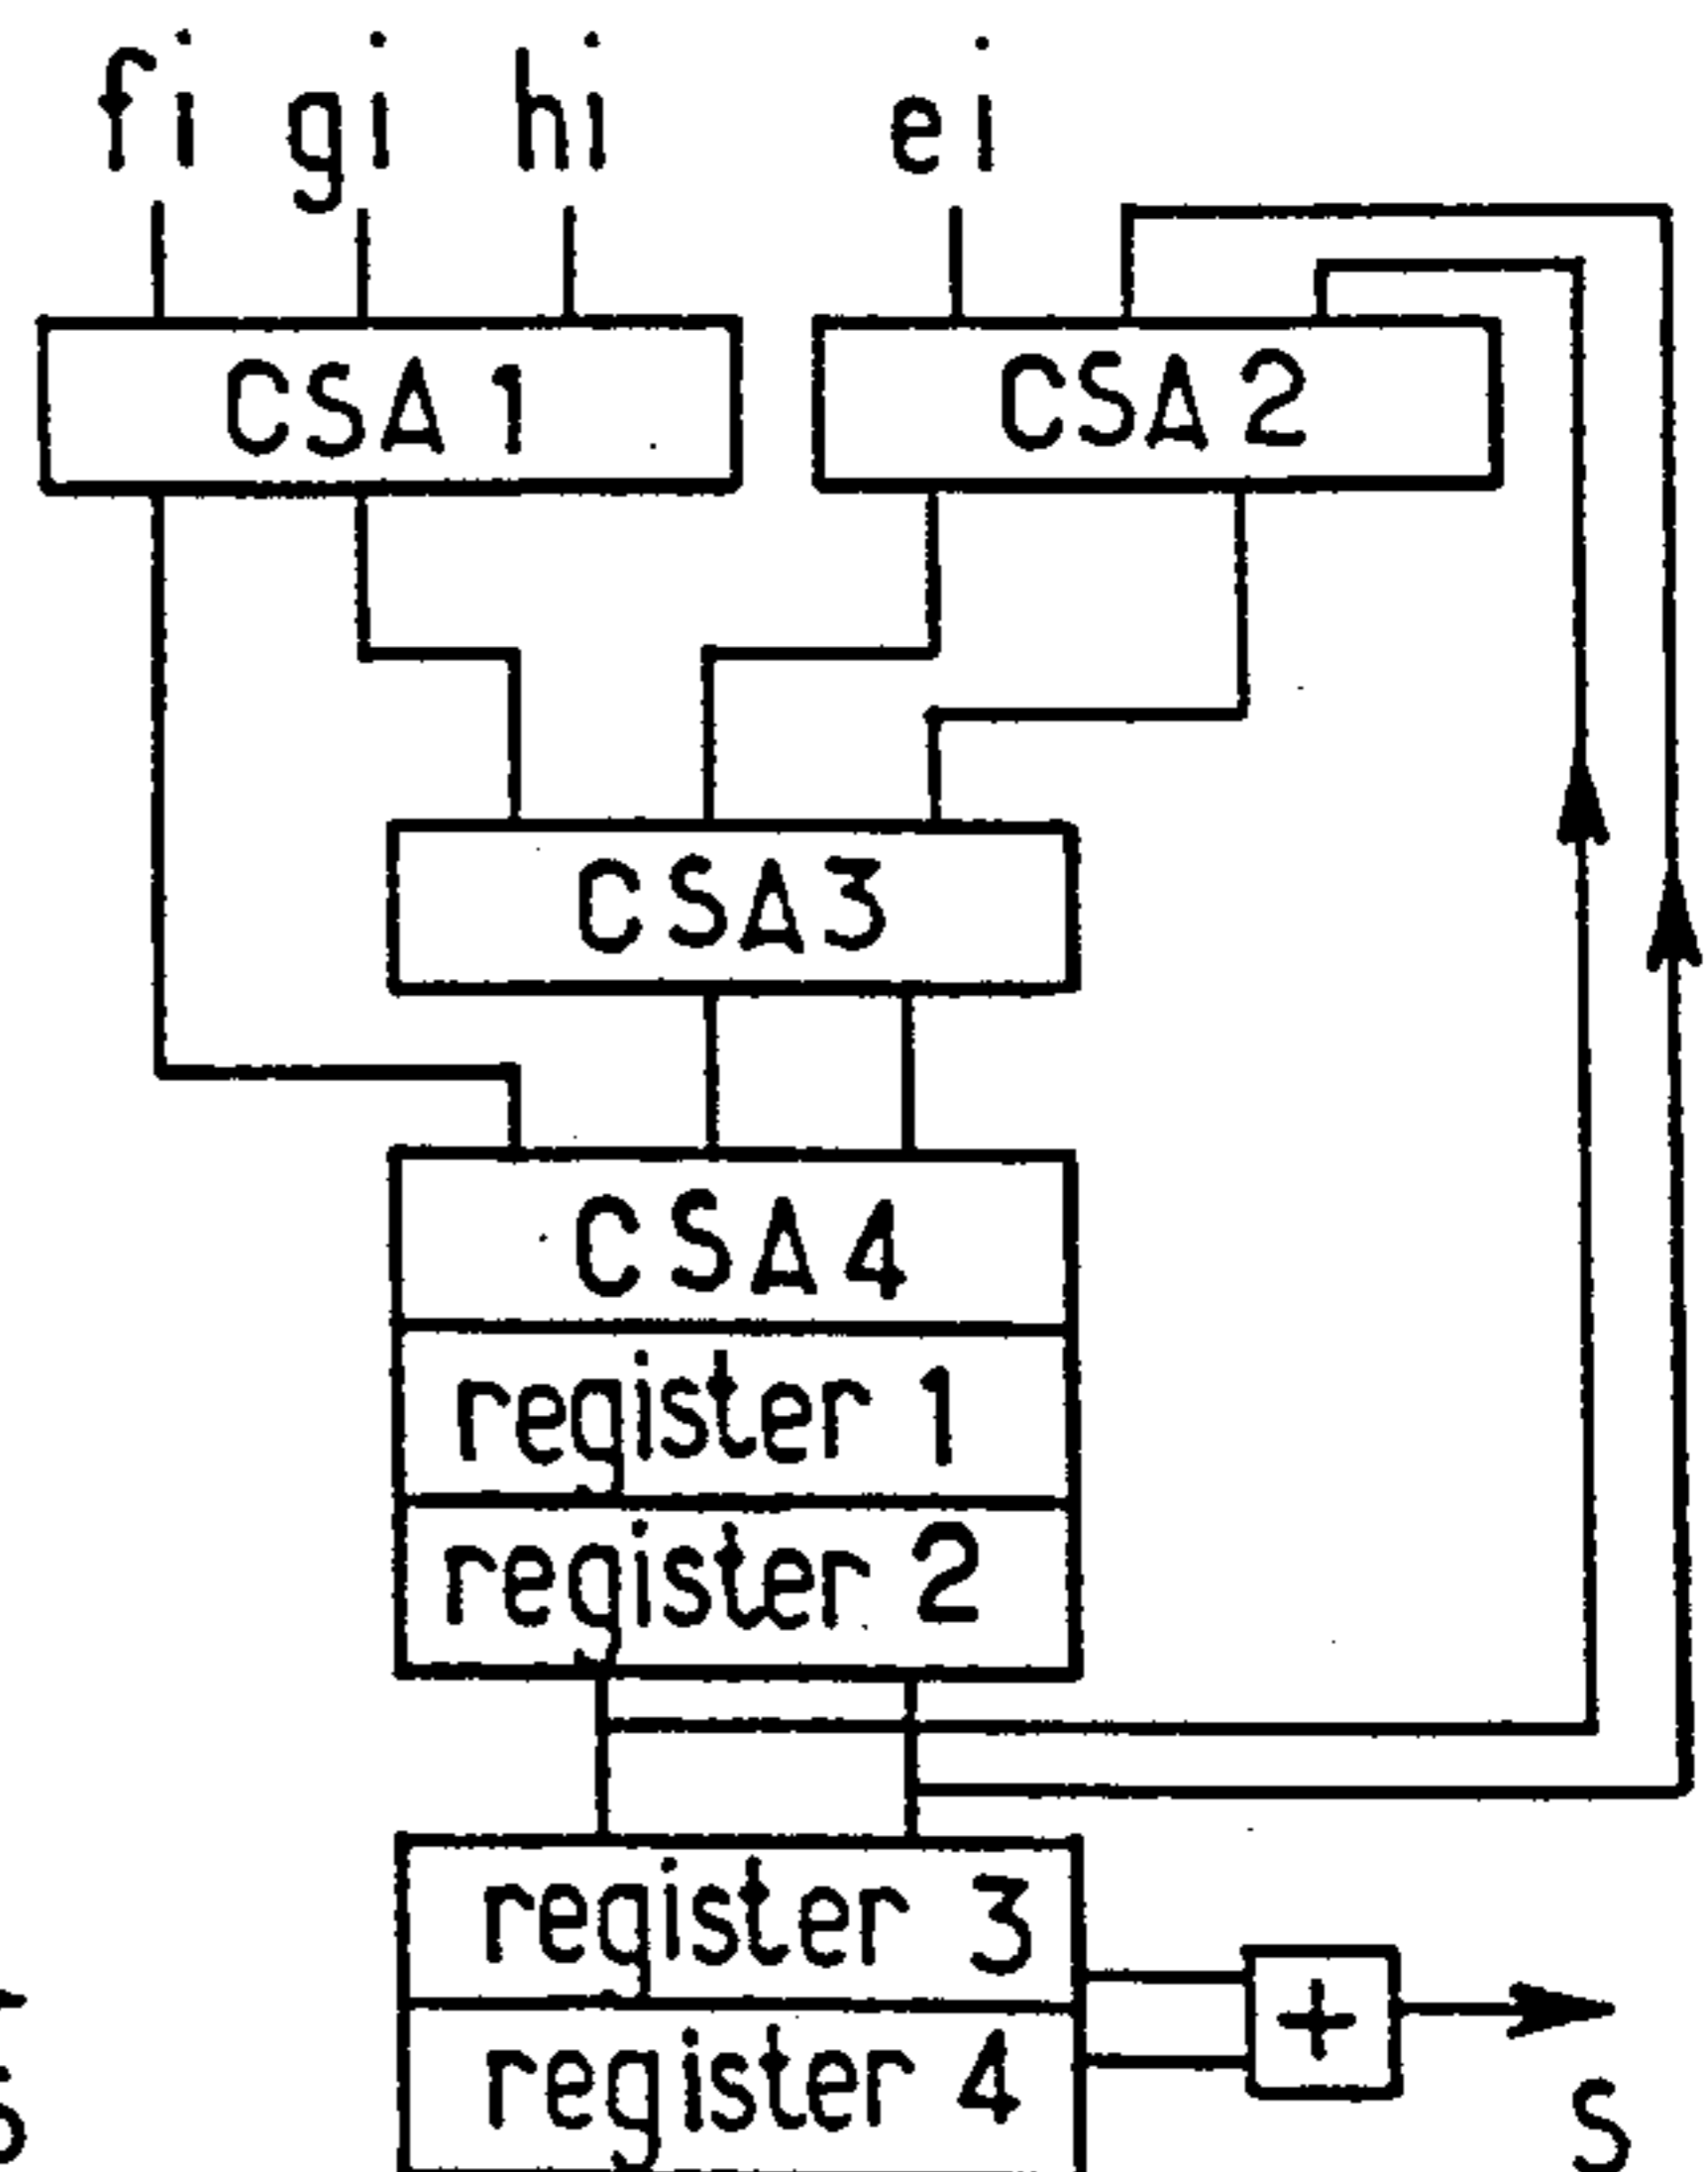 fi gi hi ei
CSA 1 CSA 2
CSA3
CSA4
register 1
register 2
register 3
+
register 4
S